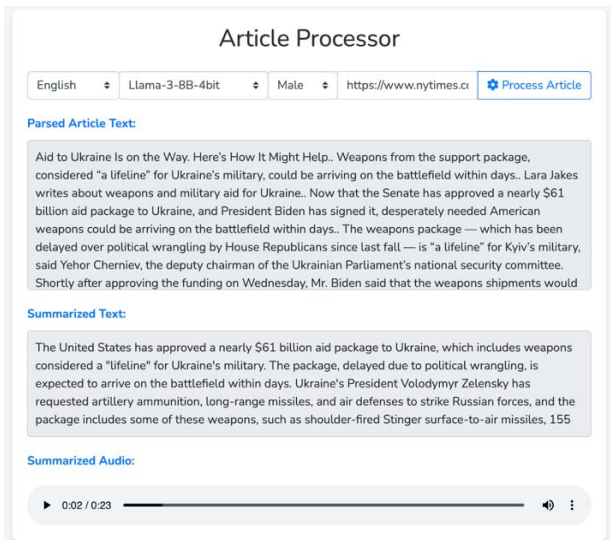 Article Processor
English Llama-3-8B-4bit Male https://www.nytimes.cc Process Article
Parsed Article Text:
Aid to Ukraine Is on the Way. Here's How It Might Help.. Weapons from the support package,
considered “a lifeline” for Ukraine's military, could be arriving on the battlefield within days.. Lara Jakes
writes about weapons and military aid for Ukraine.. Now that the Senate has approved a nearly $61
billion aid package to Ukraine, and President Biden has signed it, desperately needed American
weapons could be arriving on the battlefield within days.. The weapons package — which has been
delayed over political wrangling by House Republicans since last fall — is “a lifeline” for Kyiv's military,
said Yehor Cherniev, the deputy chairman of the Ukrainian Parliament's national security committee.
Shortly after approving the funding on Wednesday, Mr. Biden said that the weapons shipments would
Summarized Text:
The United States has approved a nearly $61 billion aid package to Ukraine, which includes weapons
considered a "lifeline" for Ukraine's military. The package, delayed due to political wrangling, is
expected to arrive on the battlefield within days. Ukraine's President Volodymyr Zelensky has
requested artillery ammunition, long-range missiles, and air defenses to strike Russian forces, and the
package includes some of these weapons, such as shoulder-fired Stinger surface-to-air missiles, 155
Summarized Audio:
0:02 / 0:23